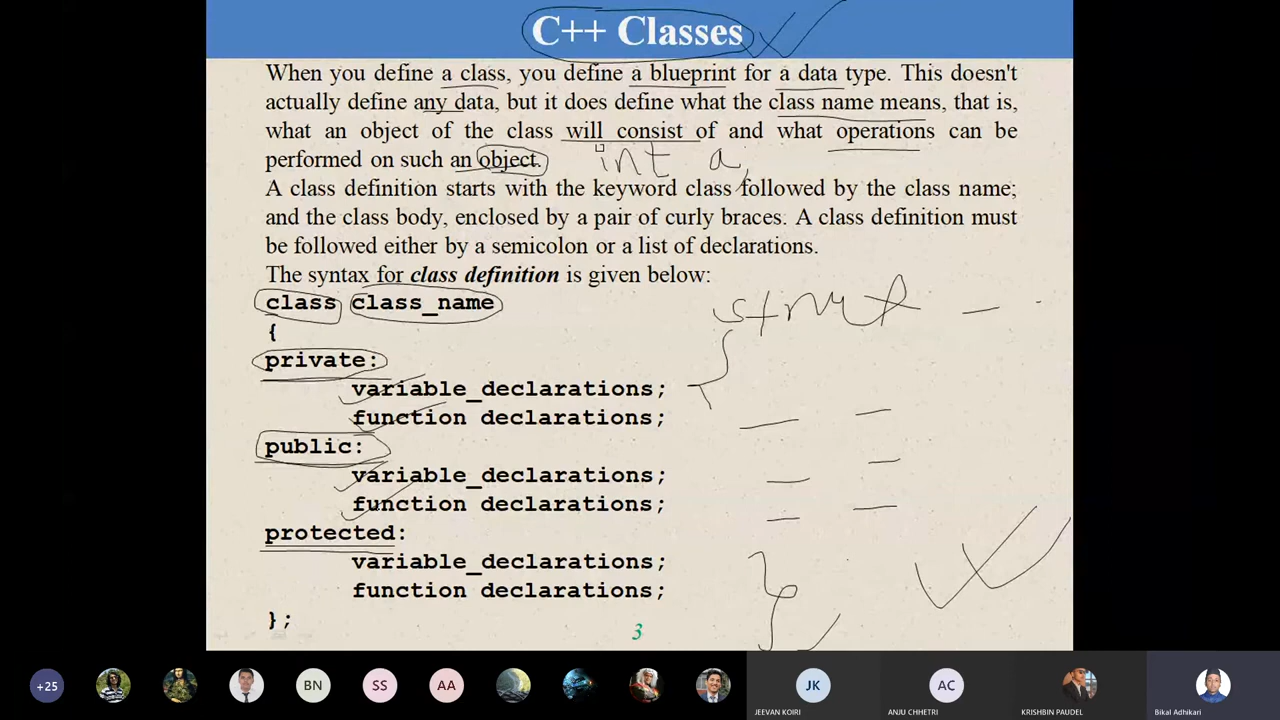 C++ Classes
When you define a class, you define a blueprint for a data type. This doesn't
actually define any data, but it does define what the class name means, that is,
what an object of the class will consist of and what operations can be
performed on such an object.
int a,
A class definition starts with the keyword class followed by the class name;
and the class body, enclosed by a pair of curly braces. A class definition must
be followed either by a semicolon or a list of declarations.
The syntax for class definition is given below:
class class_name
struct
{
{
private:
variable_declarations;
function declarations;
public:
variable_declarations;
function declarations;
protected:
variable_declarations;
function declarations;
}
};
3
+25
BN
SS
AA
JK
AC
JEEVAN KOIRI
ANJU CHHETRI
KRISHBIN PAUDEL
Bikal Adhikari